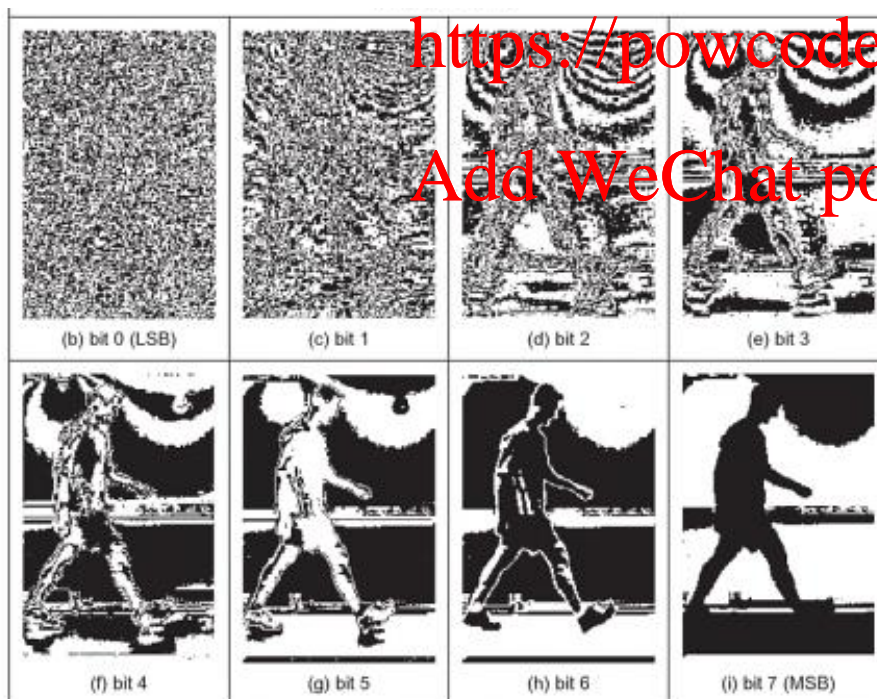 https://powcode
Add WeChat po
(b) bit 0 (LSB)
(c) bit 1
(d) bit 2
(e) bit 3
(f) bit 4
(g) bit 5
(h) bit 6
(i) bit 7 (MSB)